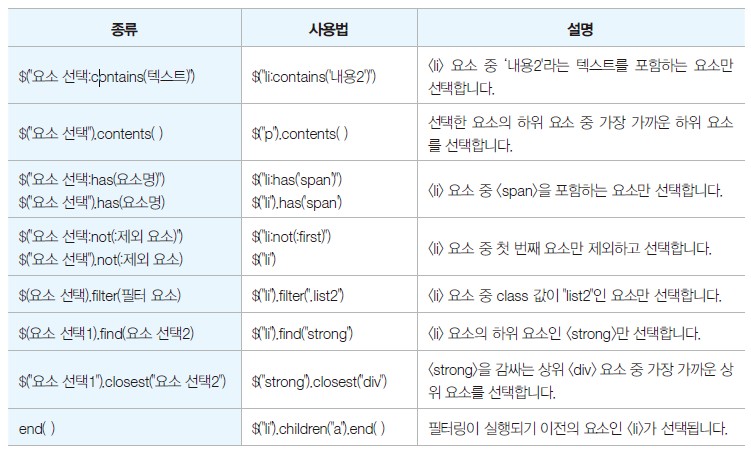 종류 사용법 설명
$("요소 선택:contains(텍스트)") $("li:contains('내용2')") 〈li〉 요소 중 '내용2'라는 텍스트를 포함하는 요소만
선택합니다.
$("요소 선택").contents( ) $("p").contents( ) 선택한 요소의 하위 요소 중 가장 가까운 하위 요소
를 선택합니다.
$("요소 선택:has(요소명)") $("li:has('span')")
$("요소 선택").has(요소명) $("li").has('span')
〈li〉 요소 중 〈span〉을 포함하는 요소만 선택합니다.
$("요소 선택:not(:제외 요소)") $("li:not(:first)")
$("요소 선택").not(:제외 요소) $("li")
〈li〉 요소 중 첫 번째 요소만 제외하고 선택합니다.
$(요소 선택).filter(필터 요소) $("li").filter(".list2") 〈li〉 요소 중 class 값이 "list2"인 요소만 선택합니다.
$(요소 선택1).find(요소 선택2) $("li").find("strong") 〈li〉 요소의 하위 요소인 〈strong〉만 선택합니다.
$("요소 선택1").closest("요소 선택2") $("strong").closest("div") 〈strong〉을 감싸는 상위 〈div〉 요소 중 가장 가까운 상
위 요소를 선택합니다.
end( ) $("li").children("a").end( ) 필터링이 실행되기 이전의 요소인 〈li〉가 선택됩니다.